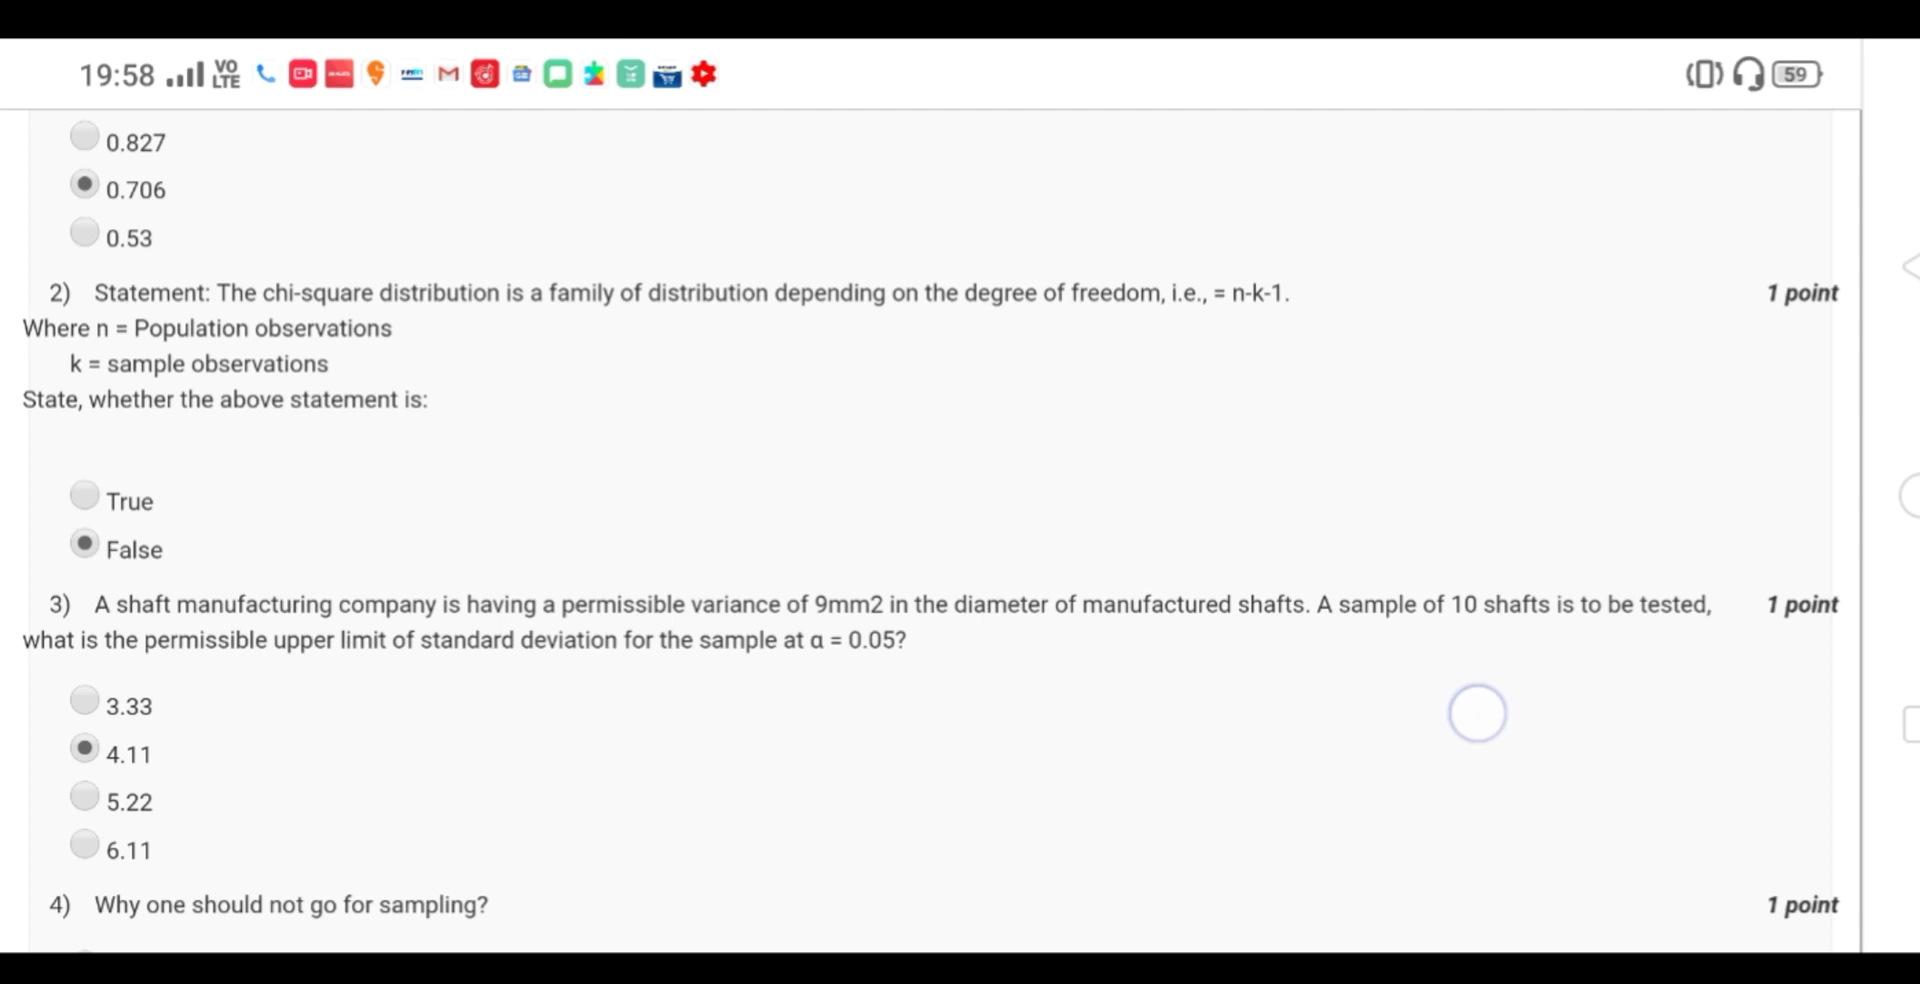 19:58 VO LTE 59
0.827
0.706
0.53
2) Statement: The chi-square distribution is a family of distribution depending on the degree of freedom, i.e., = n-k-1. 1 point
Where n = Population observations
k = sample observations
State, whether the above statement is:
True
False
3) A shaft manufacturing company is having a permissible variance of 9mm2 in the diameter of manufactured shafts. A sample of 10 shafts is to be tested, 1 point
what is the permissible upper limit of standard deviation for the sample at α = 0.05?
3.33
4.11
5.22
6.11
4) Why one should not go for sampling? 1 point